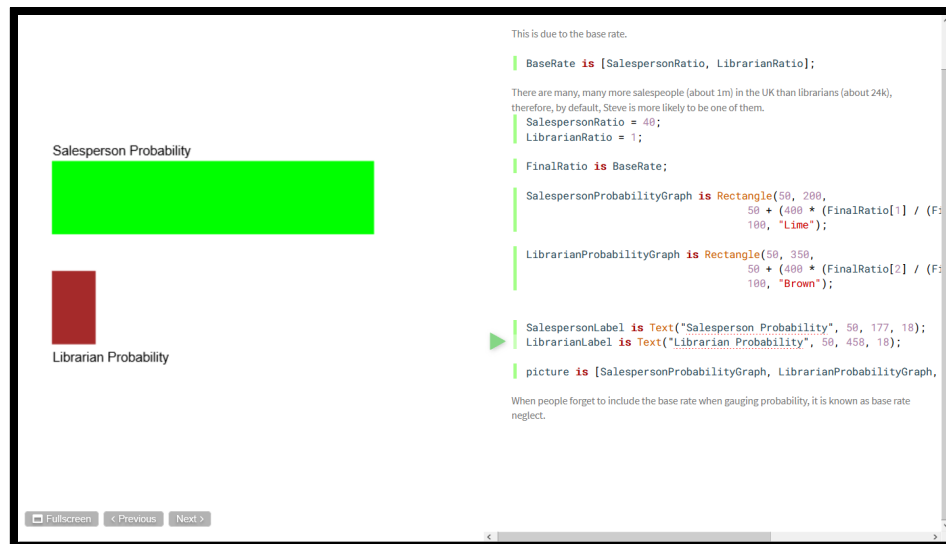 Salesperson Probability
Librarian Probability
Fullscreen
< Previous
Next >
This is due to the base rate.
BaseRate is [SalespersonRatio, LibrarianRatio];
There are many, many more salespeople (about 1m) in the UK than librarians (about 24k),
therefore, by default, Steve is more likely to be one of them.
SalespersonRatio = 40;
LibrarianRatio = 1;
FinalRatio is BaseRate;
SalespersonProbabilityGraph is Rectangle(50, 200,
50 + (400 * (FinalRatio[1] / (Fi
100, "Lime");
LibrarianProbabilityGraph is Rectangle(50, 350,
50 + (400 * (FinalRatio[2] / (Fi
100, "Brown");
SalespersonLabel is Text("Salesperson Probability", 50, 177, 18);
LibrarianLabel is Text("Librarian Probability", 50, 458, 18);
picture is [SalespersonProbabilityGraph, LibrarianProbabilityGraph,
When people forget to include the base rate when gauging probability, it is known as base rate
neglect.